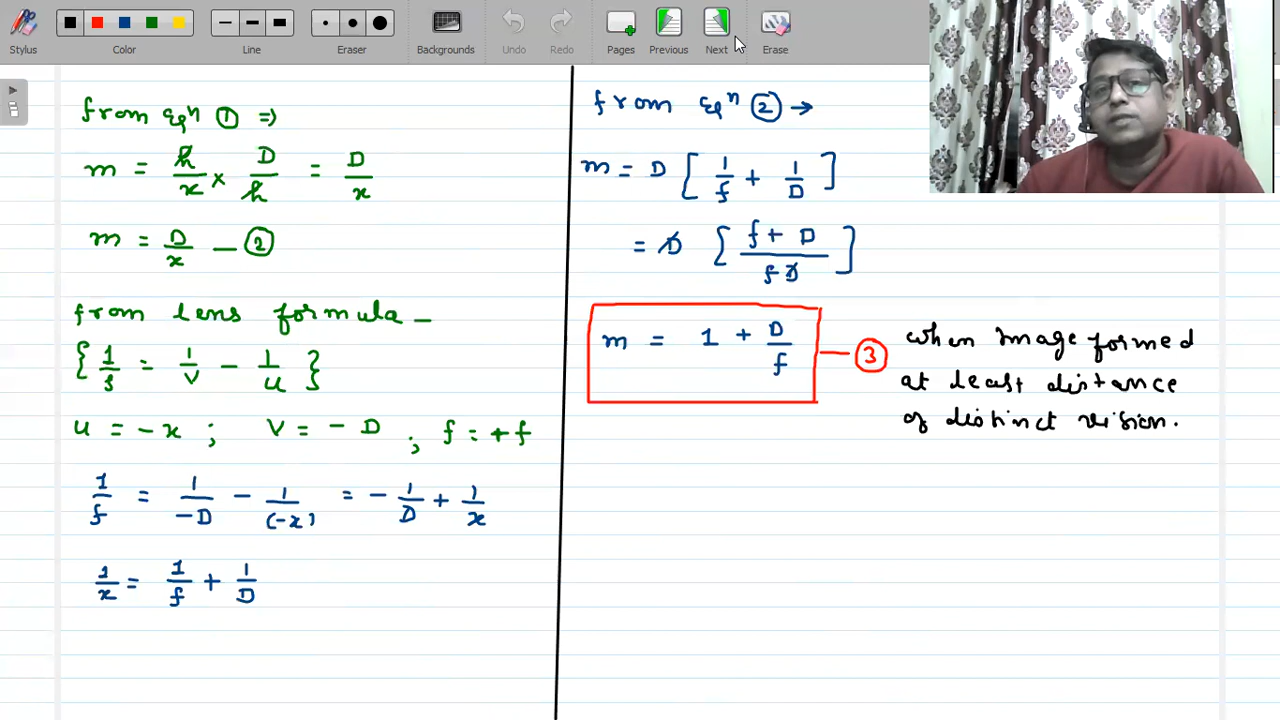 Stylus
Color
Line
Eraser
Backgrounds
Undo
Redo
Pages
Previous
Next
Erase
from eqⁿ ① ⇒
m = h/x × D/h = D/x
m = D/x — ②
from lens formula –
{ 1/f = 1/v - 1/u }
u = -x ; v = -D ; f = +f
1/f = 1/-D - 1/(-x) = - 1/D + 1/x
1/x = 1/f + 1/D
from eqⁿ ② →
m = D [ 1/f + 1/D ]
= D [ f + D / f D ]
m = 1 + D/f — ③
when Image formed
at least distance
of distinct vision.